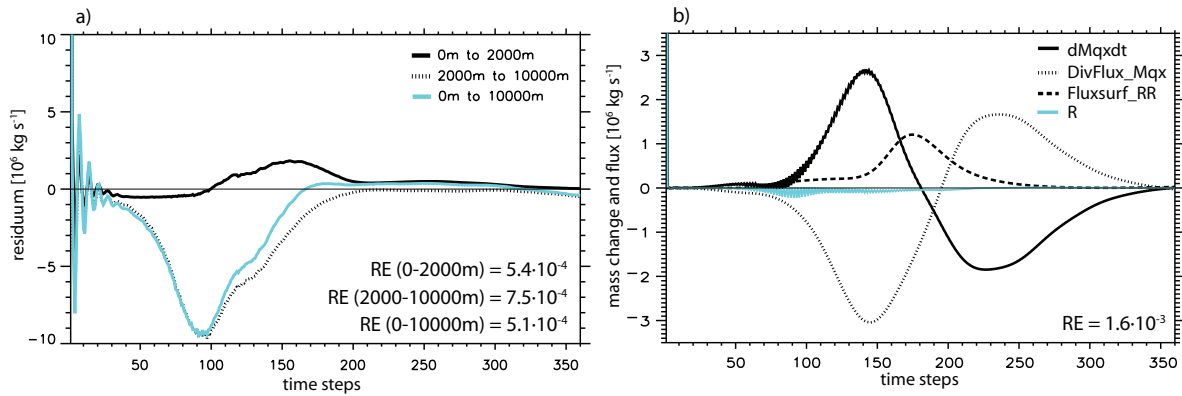 a)
10
5
0
−5
−10
residuum [10⁶ kg s⁻¹]
0m to 2000m
2000m to 10000m
0m to 10000m
RE (0-2000m) = 5.4·10⁻⁴
RE (2000-10000m) = 7.5·10⁻⁴
RE (0-10000m) = 5.1·10⁻⁴
50 100 150 200 250 300 350
time steps
b)
3
2
1
0
−1
−2
−3
mass change and flux [10⁶ kg s⁻¹]
dMqxdt
DivFlux_Mqx
Fluxsurf_RR
R
RE = 1.6·10⁻³
50 100 150 200 250 300 350
time steps